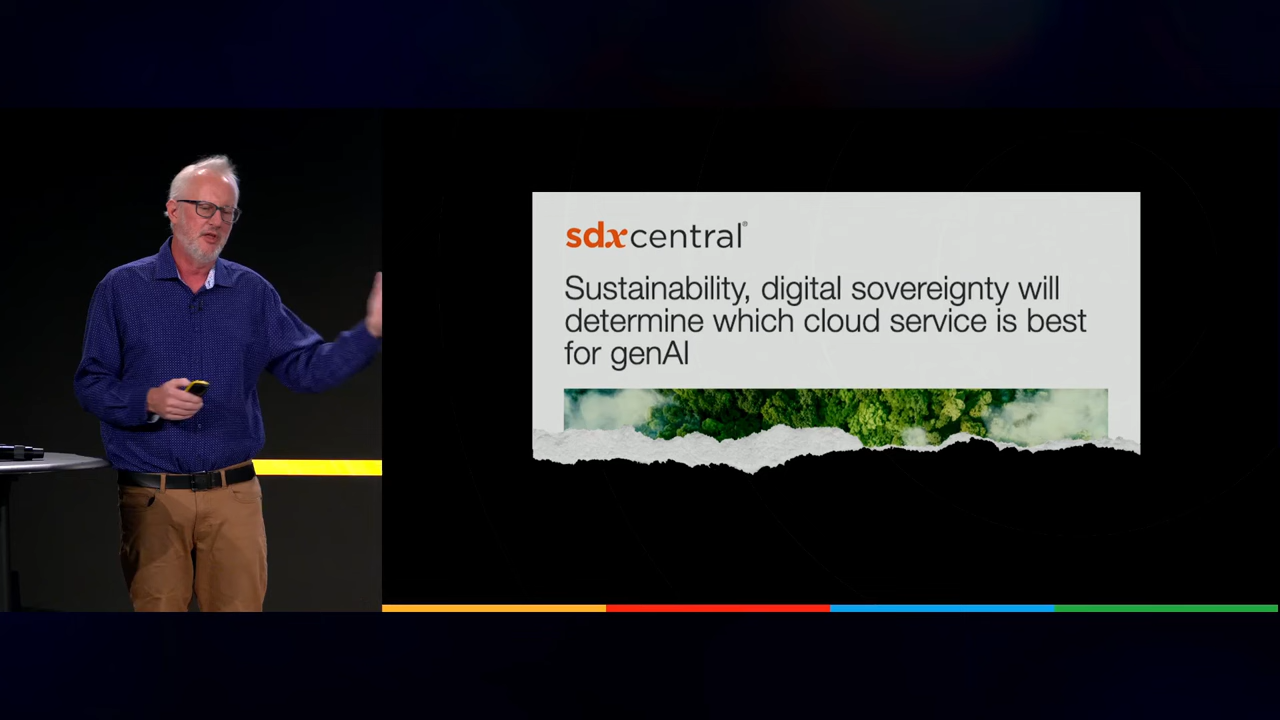 sdxcentral®
Sustainability, digital sovereignty will
determine which cloud service is best
for genAI